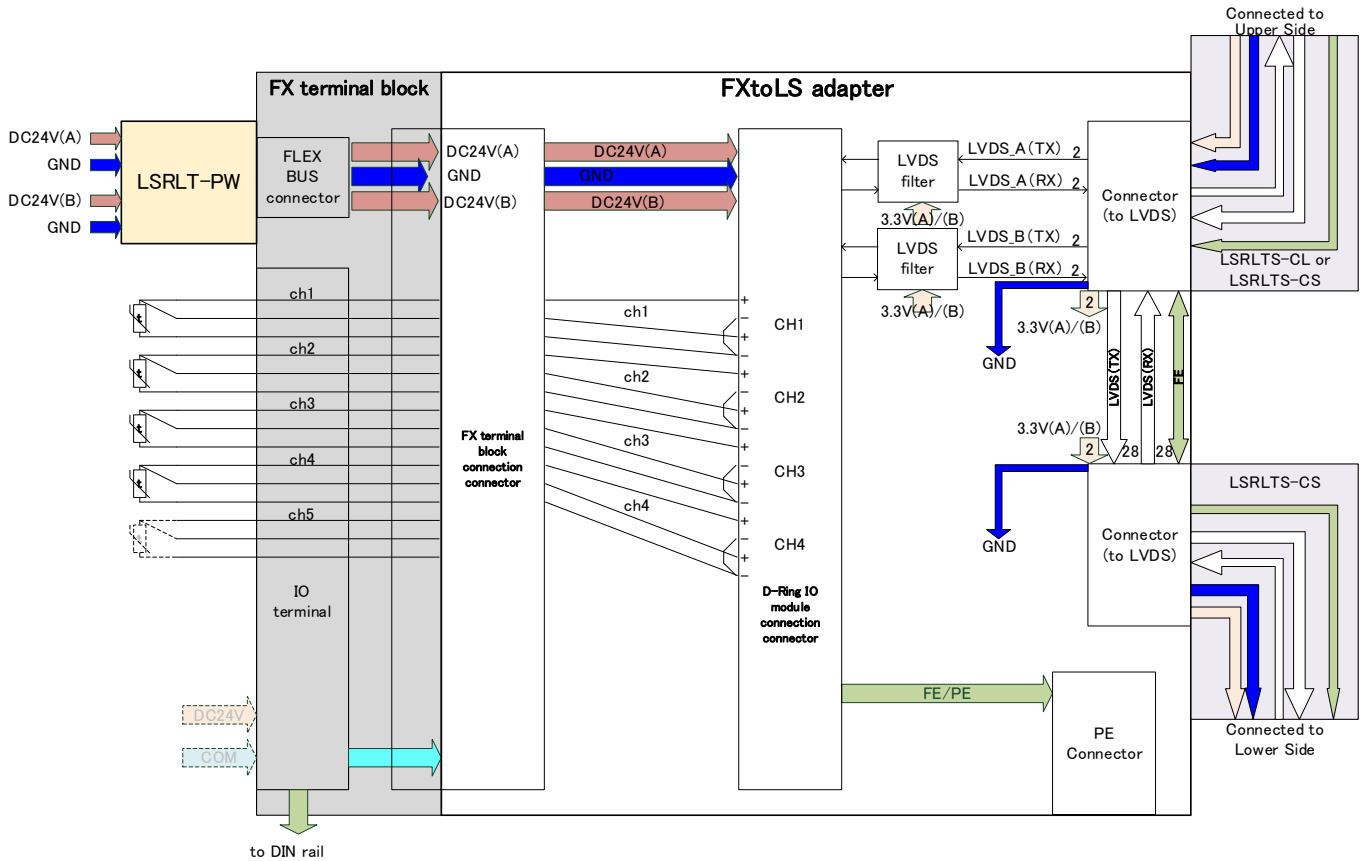 Connected to
Upper Side
FX terminal block
FXtoLS adapter
DC24V(A)
GND
DC24V(B)
GND
LSRLT-PW
FLEX
BUS
connector
DC24V(A)
GND
DC24V(B)
DC24V(A)
GND
DC24V(B)
LVDS
filter
LVDS_A(TX) 2
LVDS_A(RX) 2
3.3V(A)/(B)
LVDS
filter
LVDS_B(TX) 2
LVDS_B(RX) 2
3.3V(A)/(B)
Connector
(to LVDS)
LSRLTS-CL or
LSRLTS-CS
2
3.3V(A)/(B)
GND
LVDS(TX)
LVDS(RX)
FE
3.3V(A)/(B)
2
28
28
GND
LSRLTS-CS
Connector
(to LVDS)
Connected to
Lower Side
t
ch1
t
ch2
t
ch3
t
ch4
t
ch5
IO
terminal
FX terminal
block
connection
connector
ch1
ch2
ch3
ch4
+
−
+
−
CH1
+
−
+
−
CH2
+
−
+
−
CH3
+
−
+
−
CH4
D-Ring IO
module
connection
connector
FE/PE
PE
Connector
DC24V
COM
to DIN rail